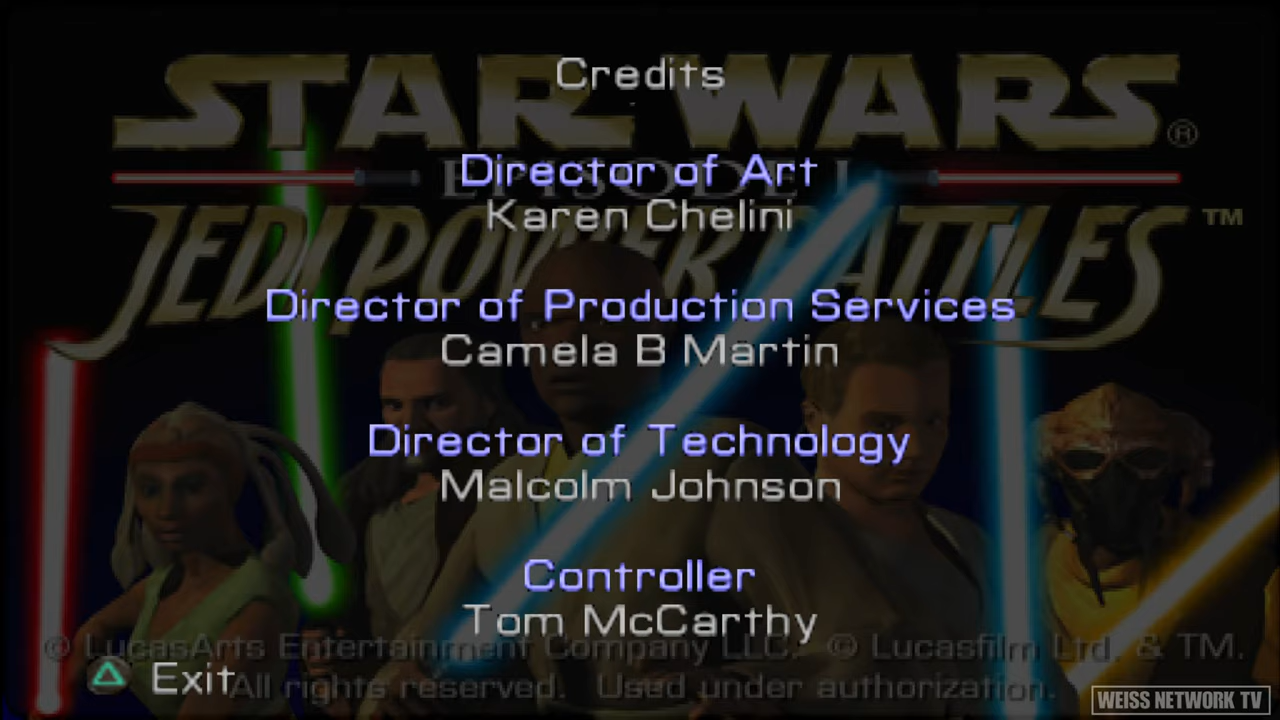 STAR WARS®
Credits
EPISODE I
Director of Art
Karen Chelini
JEDI POWER BATTLES™
Director of Production Services
Camela B Martin
Director of Technology
Malcolm Johnson
Controller
Tom McCarthy
© LucasArts Entertainment Company LLC. © Lucasfilm Ltd. & TM.
Exit
All rights reserved. Used under authorization.
WEISS NETWORK TV